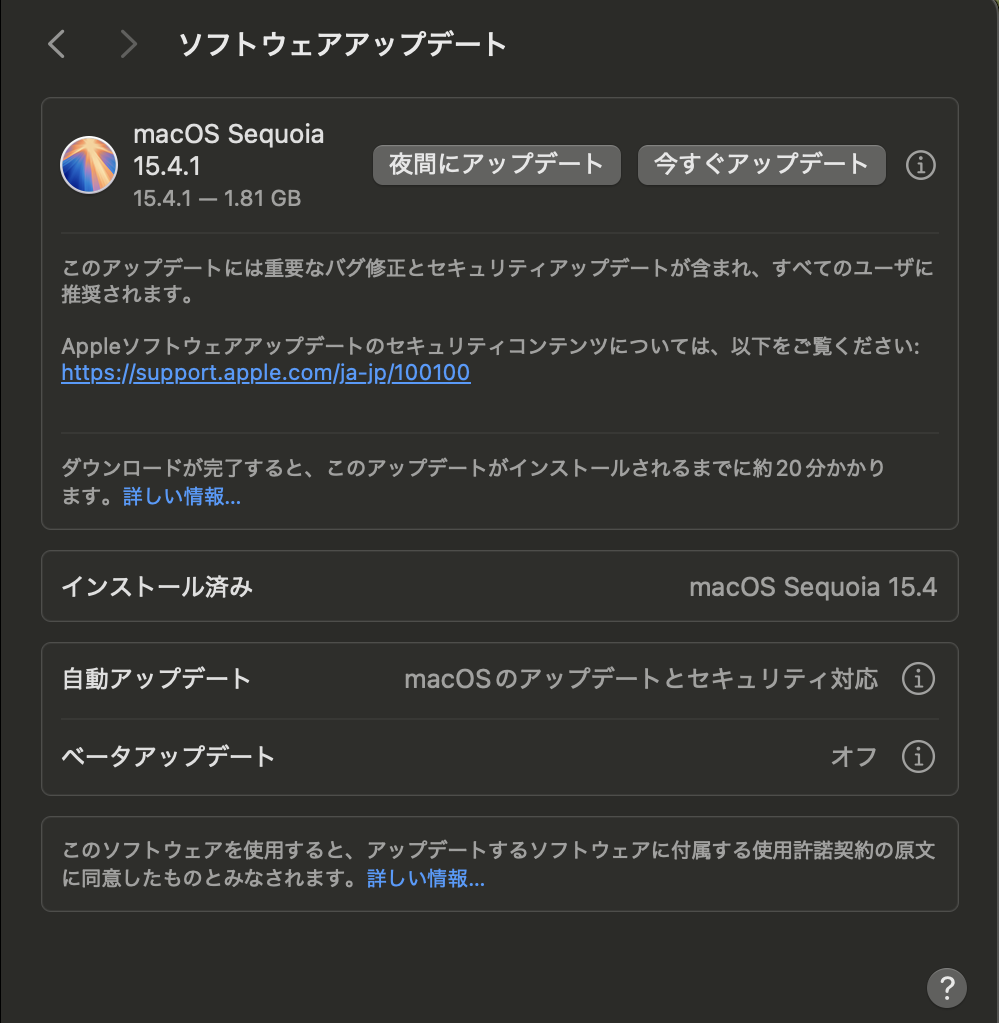 ソフトウェアアップデート
macOS Sequoia
15.4.1
15.4.1 — 1.81 GB
夜間にアップデート
今すぐアップデート
このアップデートには重要なバグ修正とセキュリティアップデートが含まれ、すべてのユーザに
推奨されます。
Appleソフトウェアアップデートのセキュリティコンテンツについては、以下をご覧ください:
https://support.apple.com/ja-jp/100100
ダウンロードが完了すると、このアップデートがインストールされるまでに約20分かかり
ます。詳しい情報...
インストール済み
macOS Sequoia 15.4
自動アップデート
macOSのアップデートとセキュリティ対応
ベータアップデート
オフ
このソフトウェアを使用すると、アップデートするソフトウェアに付属する使用許諾契約の原文
に同意したものとみなされます。詳しい情報...
?